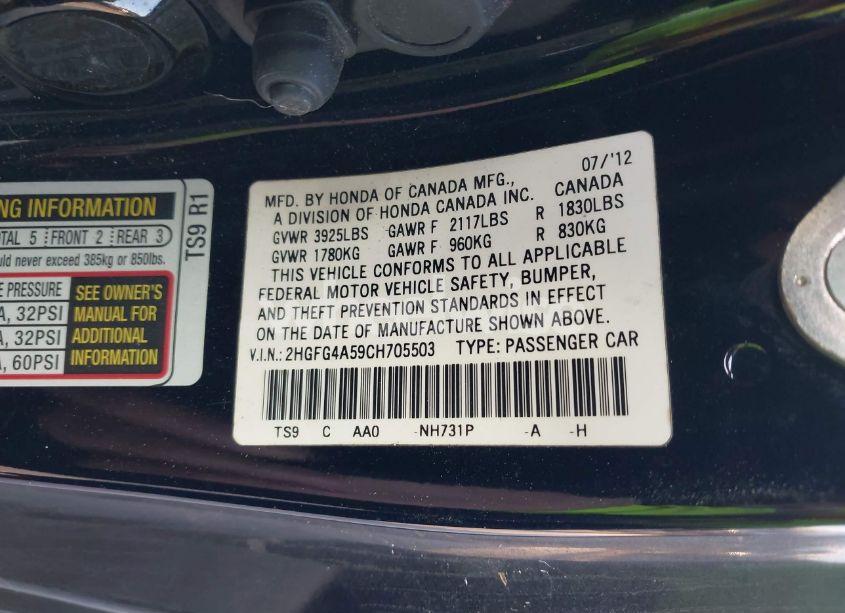 NG INFORMATION
OTAL 5 FRONT 2 REAR 3
ould never exceed 385kg or 850lbs.
E PRESSURE
A, 32PSI
A, 32PSI
A, 60PSI
SEE OWNER'S
MANUAL FOR
ADDITIONAL
INFORMATION
TS9 R1
MFD. BY HONDA OF CANADA MFG., 07/'12
A DIVISION OF HONDA CANADA INC. CANADA
GVWR 3925LBS GAWR F 2117LBS R 1830LBS
GVWR 1780KG GAWR F 960KG R 830KG
THIS VEHICLE CONFORMS TO ALL APPLICABLE
FEDERAL MOTOR VEHICLE SAFETY, BUMPER,
AND THEFT PREVENTION STANDARDS IN EFFECT
ON THE DATE OF MANUFACTURE SHOWN ABOVE.
V.I.N.: 2HGFG4A59CH705503 TYPE: PASSENGER CAR
TS9 C AA0 -NH731P -A -H